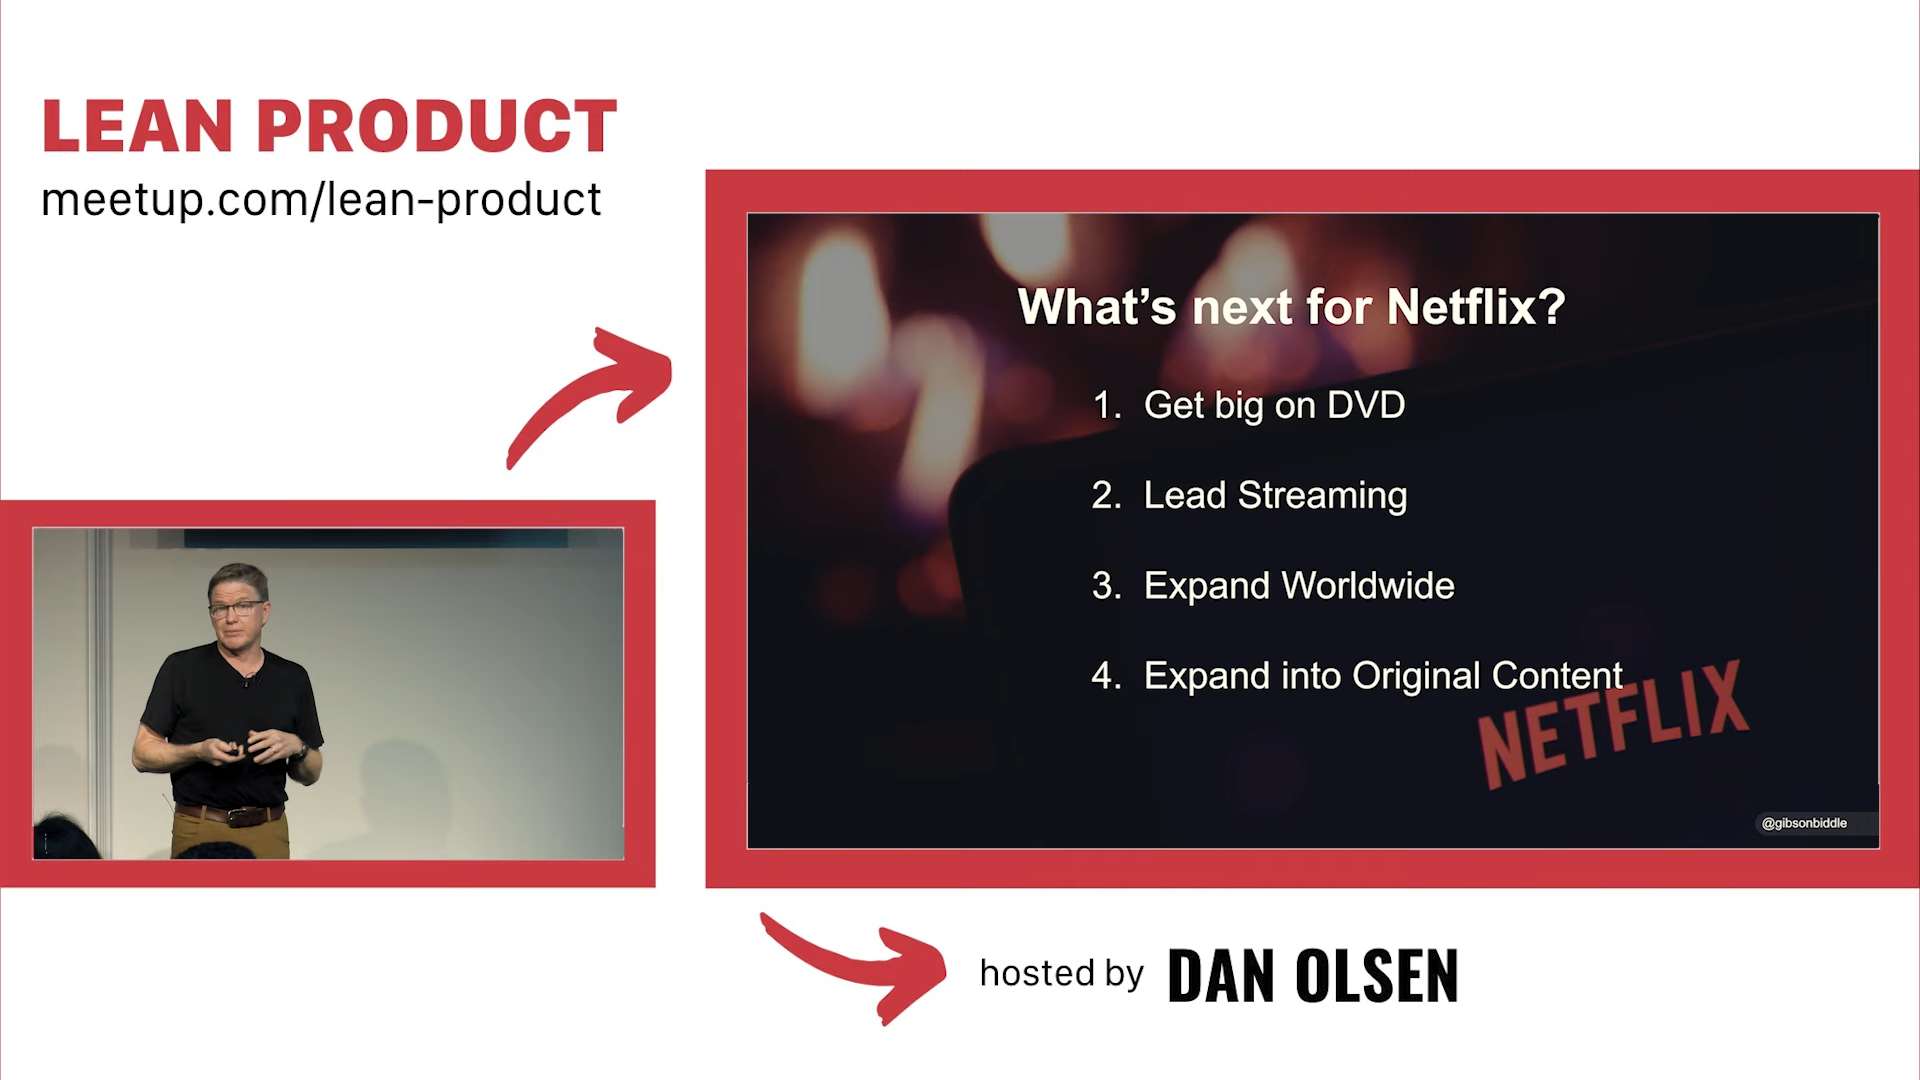 LEAN PRODUCT
meetup.com/lean-product
What's next for Netflix?
1. Get big on DVD
2. Lead Streaming
3. Expand Worldwide
4. Expand into Original Content
NETFLIX
@gibsonbiddle
hosted by DAN OLSEN